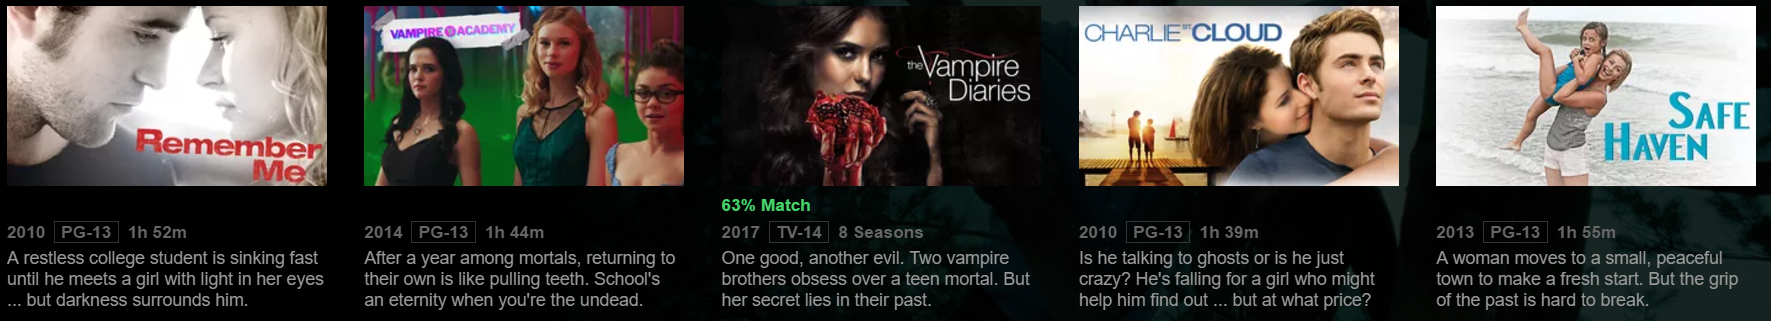 Remember
Me
2010 PG-13 1h 52m
A restless college student is sinking fast
until he meets a girl with light in her eyes
... but darkness surrounds him.
VAMPIRE ACADEMY
2014 PG-13 1h 44m
After a year among mortals, returning to
their own is like pulling teeth. School's
an eternity when you're the undead.
the Vampire
Diaries
63% Match
2017 TV-14 8 Seasons
One good, another evil. Two vampire
brothers obsess over a teen mortal. But
her secret lies in their past.
CHARLIE ST CLOUD
2010 PG-13 1h 39m
Is he talking to ghosts or is he just
crazy? He's falling for a girl who might
help him find out ... but at what price?
SAFE
HAVEN
2013 PG-13 1h 55m
A woman moves to a small, peaceful
town to make a fresh start. But the grip
of the past is hard to break.